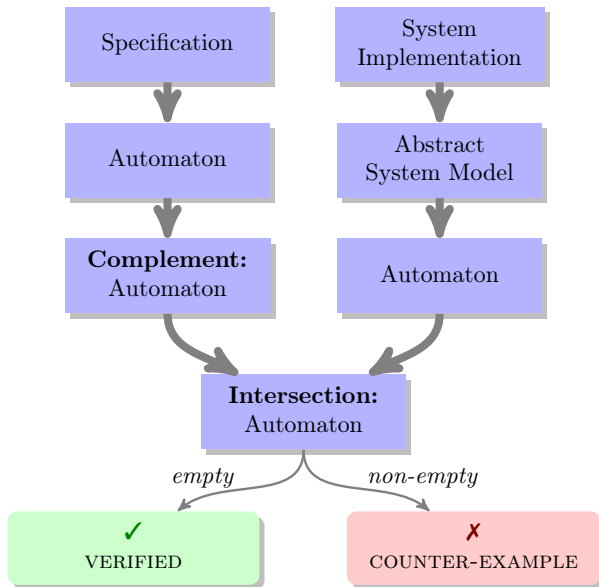 Specification
System
Implementation
Automaton
Abstract
System Model
Complement:
Automaton
Automaton
Intersection:
Automaton
empty
non-empty
✓
VERIFIED
✗
COUNTER-EXAMPLE